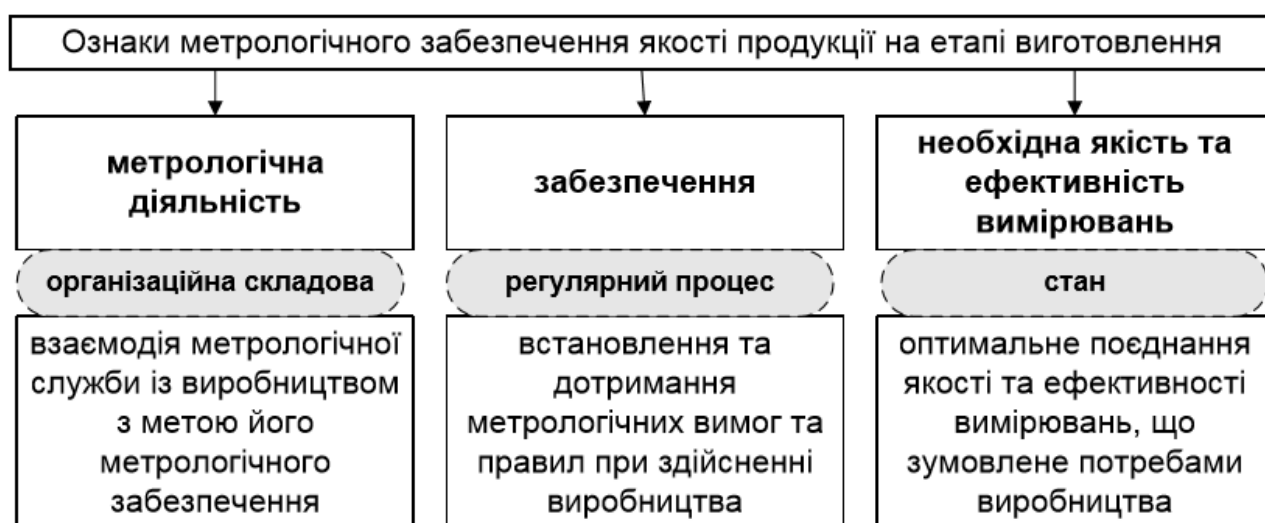 Ознаки метрологічного забезпечення якості продукції на етапі виготовлення
метрологічна
діяльність
організаційна складова
взаємодія метрологічної
служби із виробництвом
з метою його
метрологічного
забезпечення
забезпечення
регулярний процес
встановлення та
дотримання
метрологічних вимог та
правил при здійсненні
виробництва
необхідна якість та
ефективність
вимірювань
стан
оптимальне поєднання
якості та ефективності
вимірювань, що
зумовлене потребами
виробництва